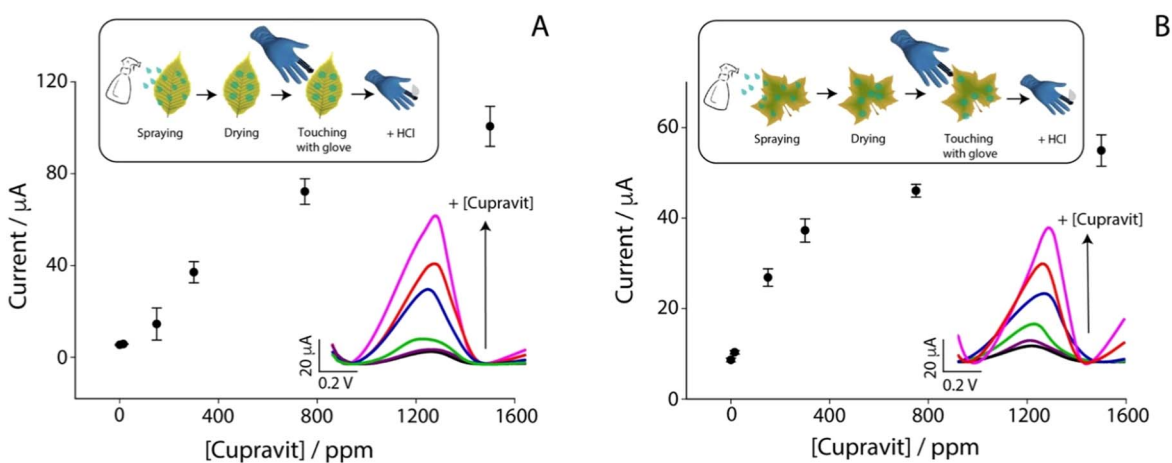 A
Spraying
Drying
Touching
with glove
+ HCl
120
80
40
0
Current / μA
+ [Cupravit]
20 μA
0.2 V
0 400 800 1200 1600
[Cupravit] / ppm
B
Spraying
Drying
Touching
with glove
+ HCl
60
40
20
0
Current / μA
+ [Cupravit]
20 μA
0.2 V
0 400 800 1200 1600
[Cupravit] / ppm